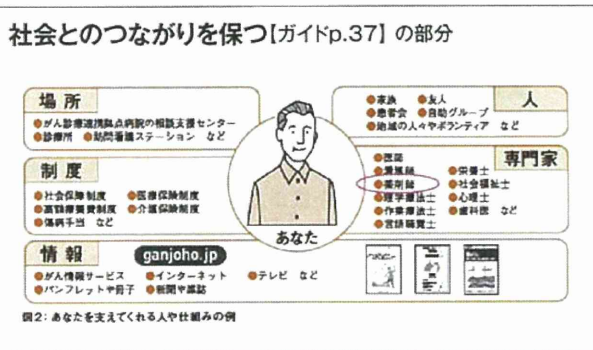 社会とのつながりを保つ【ガイドp.37】の部分
場所
●がん診療連携拠点病院の相談支援センター
●診療所 ●訪問看護ステーション など
人
●家族 ●友人
●患者会 ●自助グループ
●地域の人々やボランティア など
制度
●社会保障制度 ●医療保険制度
●高額療養費制度 ●介護保険制度
●傷病手当 など
専門家
●医師
●看護師 ●栄養士
●薬剤師 ●社会福祉士
●理学療法士 ●心理士
●作業療法士 ●歯科医 など
●言語聴覚士
あなた
情報 ganjoho.jp
●がん情報サービス ●インターネット ●テレビ など
●パンフレットや冊子 ●新聞や雑誌
図2:あなたを支えてくれる人や仕組みの例